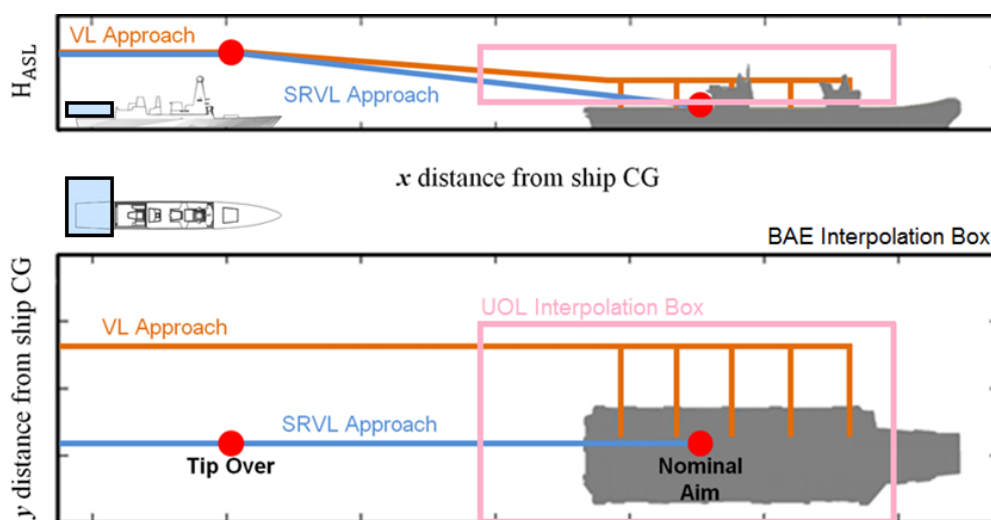 VL Approach
H_ASL
SRVL Approach
x distance from ship CG
BAE Interpolation Box
y distance from ship CG
UOL Interpolation Box
VL Approach
SRVL Approach
Tip Over
Nominal
Aim